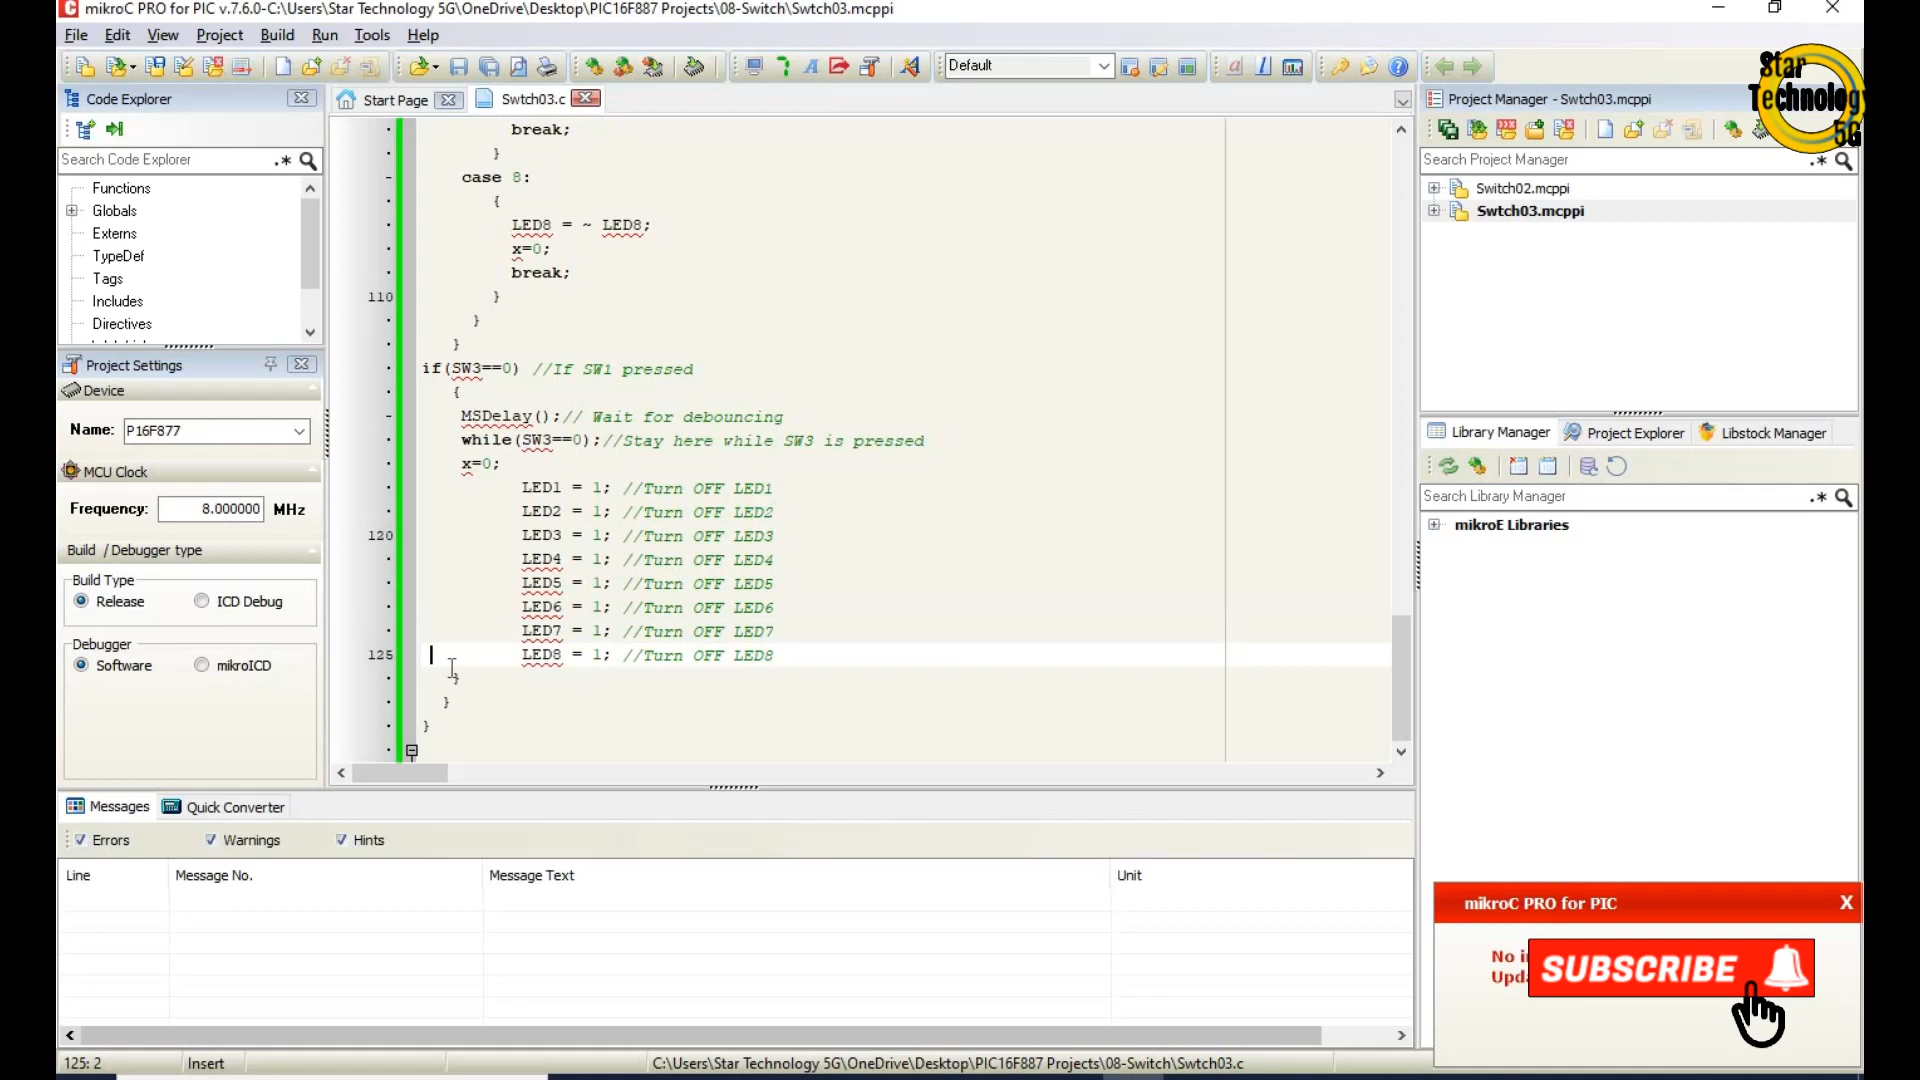 mikroC PRO for PIC v.7.6.0-C:\Users\Star Technology 5G\OneDrive\Desktop\PIC16F887 Projects\08-Switch\Swtch03.mcppi
File Edit View Project Build Run Tools Help
Default
Star
Technology
5G
Code Explorer
Search Code Explorer
Functions
Globals
Externs
TypeDef
Tags
Includes
Directives
Project Settings
Device
Name: P16F877
MCU Clock
Frequency: 8.000000 MHz
Build / Debugger type
Build Type
Release ICD Debug
Debugger
Software mikroICD
Start Page Swtch03.c
break;
}
case 8:
{
LED8 = ~ LED8;
x=0;
break;
110 }
}
}
if(SW3==0) //If SW1 pressed
{
MSDelay();// Wait for debouncing
while(SW3==0);//Stay here while SW3 is pressed
x=0;
LED1 = 1; //Turn OFF LED1
LED2 = 1; //Turn OFF LED2
120 LED3 = 1; //Turn OFF LED3
LED4 = 1; //Turn OFF LED4
LED5 = 1; //Turn OFF LED5
LED6 = 1; //Turn OFF LED6
LED7 = 1; //Turn OFF LED7
125 LED8 = 1; //Turn OFF LED8
}
}
}
Project Manager - Swtch03.mcppi
Search Project Manager
Switch02.mcppi
Swtch03.mcppi
Library Manager Project Explorer Libstock Manager
Search Library Manager
mikroE Libraries
Messages Quick Converter
Errors Warnings Hints
Line Message No. Message Text Unit
mikroC PRO for PIC X
No
SUBSCRIBE
125: 2 Insert C:\Users\Star Technology 5G\OneDrive\Desktop\PIC16F887 Projects\08-Switch\Swtch03.c